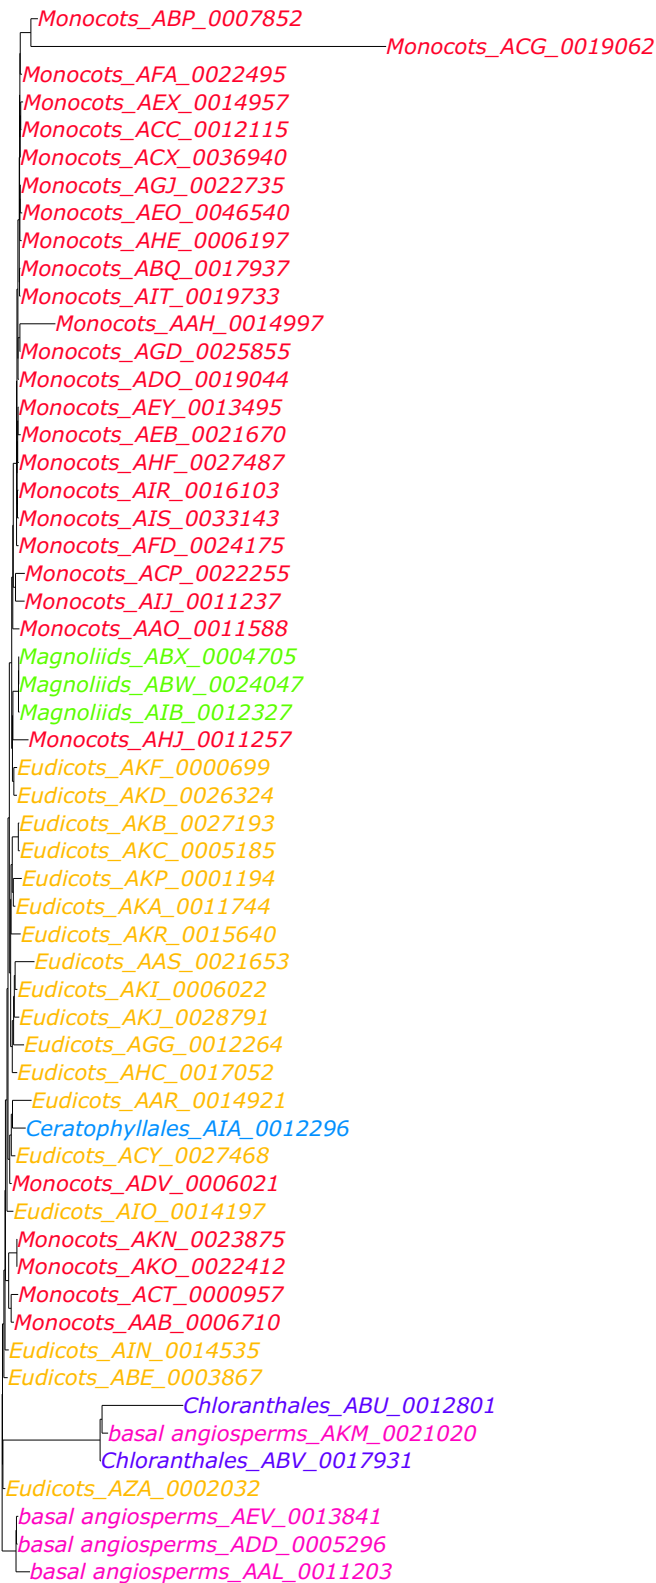 Monocots_ABP_0007852
Monocots_ACG_0019062
Monocots_AFA_0022495
Monocots_AEX_0014957
Monocots_ACC_0012115
Monocots_ACX_0036940
Monocots_AGJ_0022735
Monocots_AEO_0046540
Monocots_AHE_0006197
Monocots_ABQ_0017937
Monocots_AIT_0019733
Monocots_AAH_0014997
Monocots_AGD_0025855
Monocots_ADO_0019044
Monocots_AEY_0013495
Monocots_AEB_0021670
Monocots_AHF_0027487
Monocots_AIR_0016103
Monocots_AIS_0033143
Monocots_AFD_0024175
Monocots_ACP_0022255
Monocots_AIJ_0011237
Monocots_AAO_0011588
Magnoliids_ABX_0004705
Magnoliids_ABW_0024047
Magnoliids_AIB_0012327
Monocots_AHJ_0011257
Eudicots_AKF_0000699
Eudicots_AKD_0026324
Eudicots_AKB_0027193
Eudicots_AKC_0005185
Eudicots_AKP_0001194
Eudicots_AKA_0011744
Eudicots_AKR_0015640
Eudicots_AAS_0021653
Eudicots_AKI_0006022
Eudicots_AKJ_0028791
Eudicots_AGG_0012264
Eudicots_AHC_0017052
Eudicots_AAR_0014921
Ceratophyllales_AIA_0012296
Eudicots_ACY_0027468
Monocots_ADV_0006021
Eudicots_AIO_0014197
Monocots_AKN_0023875
Monocots_AKO_0022412
Monocots_ACT_0000957
Monocots_AAB_0006710
Eudicots_AIN_0014535
Eudicots_ABE_0003867
Chloranthales_ABU_0012801
basal angiosperms_AKM_0021020
Chloranthales_ABV_0017931
Eudicots_AZA_0002032
basal angiosperms_AEV_0013841
basal angiosperms_ADD_0005296
basal angiosperms_AAL_0011203